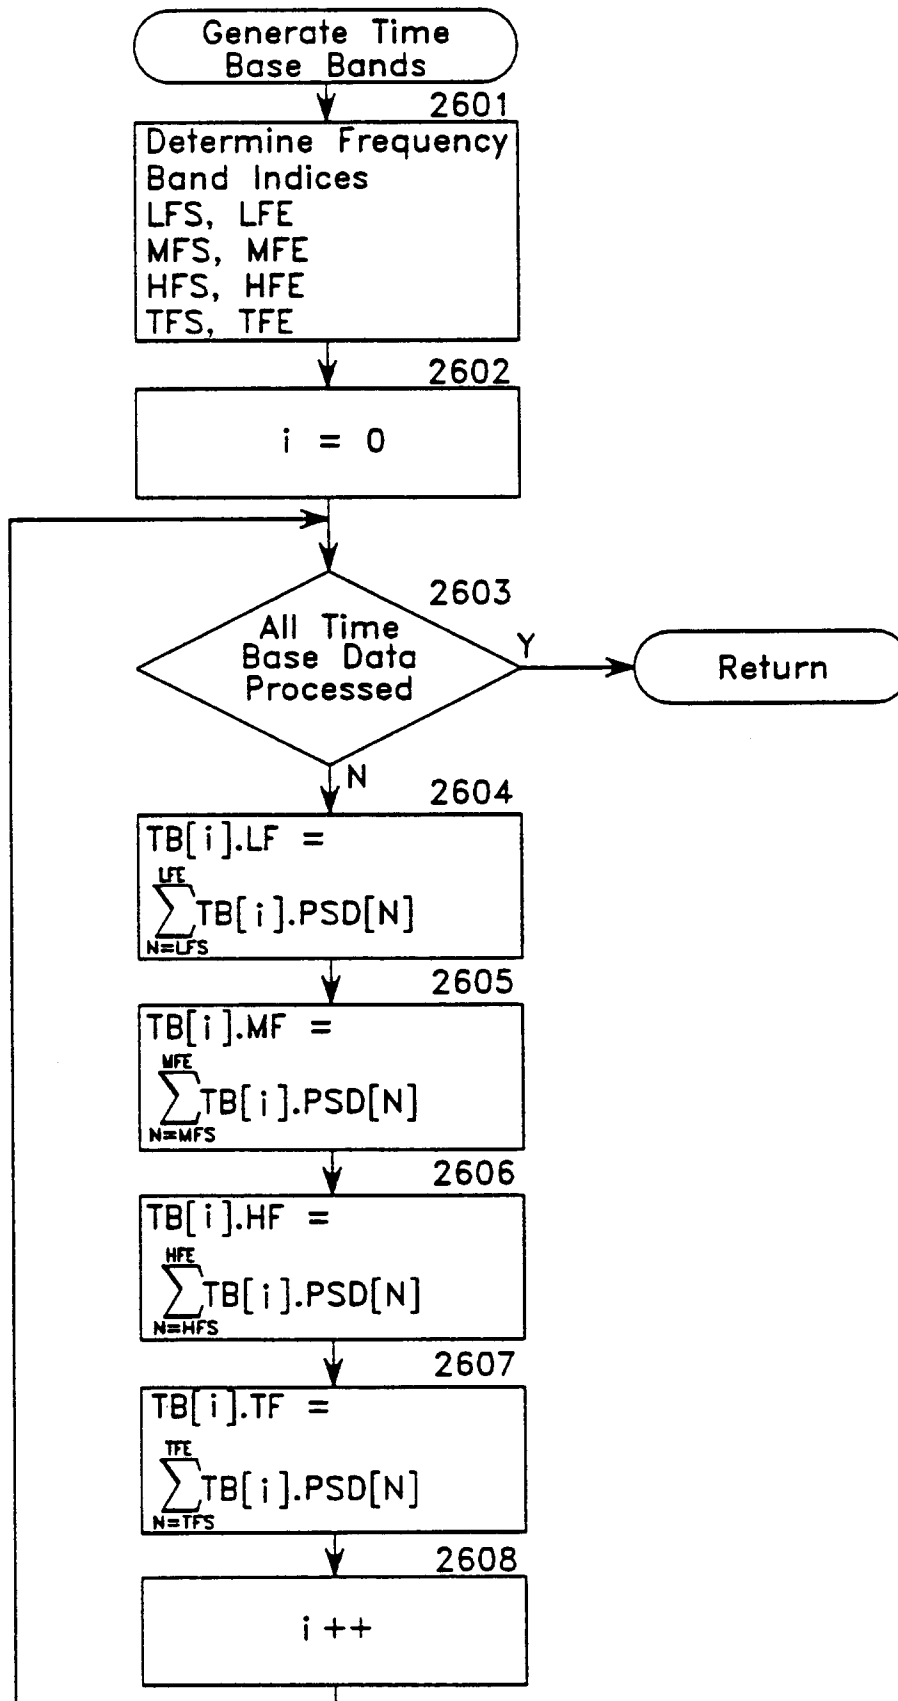 Generate Time
Base Bands
2601
Determine Frequency
Band Indices
LFS, LFE
MFS, MFE
HFS, HFE
TFS, TFE
2602
i = 0
2603
All Time
Base Data
Processed
Y
Return
N
2604
TB[i].LF =
LFE
∑TB[i].PSD[N]
N=LFS
2605
TB[i].MF =
MFE
∑TB[i].PSD[N]
N=MFS
2606
TB[i].HF =
HFE
∑TB[i].PSD[N]
N=HFS
2607
TB[i].TF =
TFE
∑TB[i].PSD[N]
N=TFS
2608
i ++